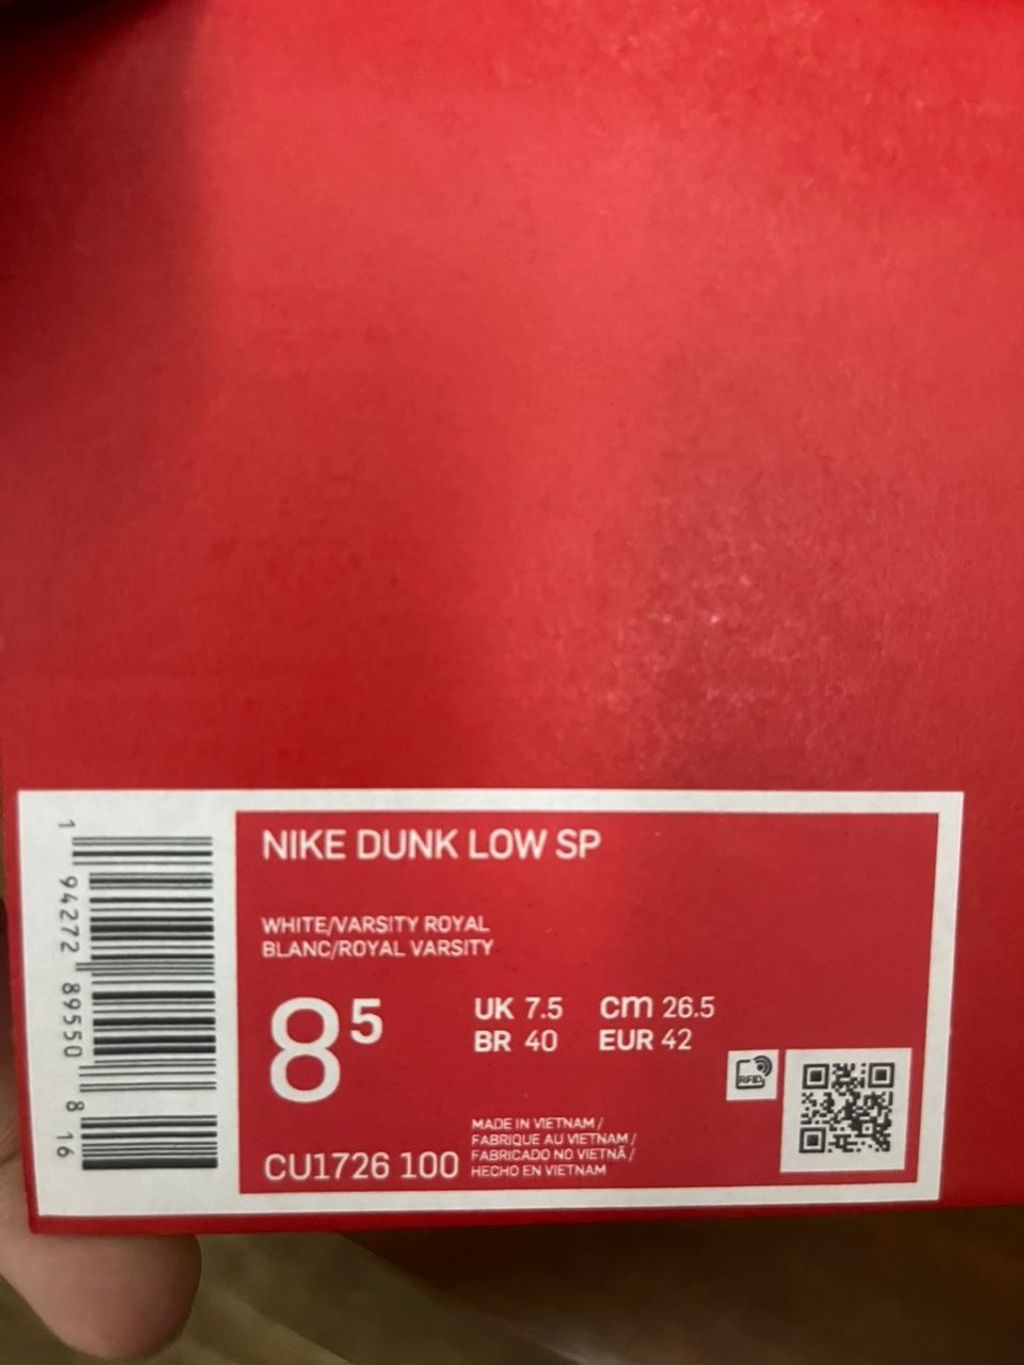 NIKE DUNK LOW SP
WHITE/VARSITY ROYAL
BLANC/ROYAL VARSITY
8 5
UK 7.5 cm 26.5
BR 40 EUR 42
RFID
MADE IN VIETNAM /
FABRIQUE AU VIETNAM /
FABRICADO NO VIETNÃ /
HECHO EN VIETNAM
CU1726 100
1 94272 89550 8 16